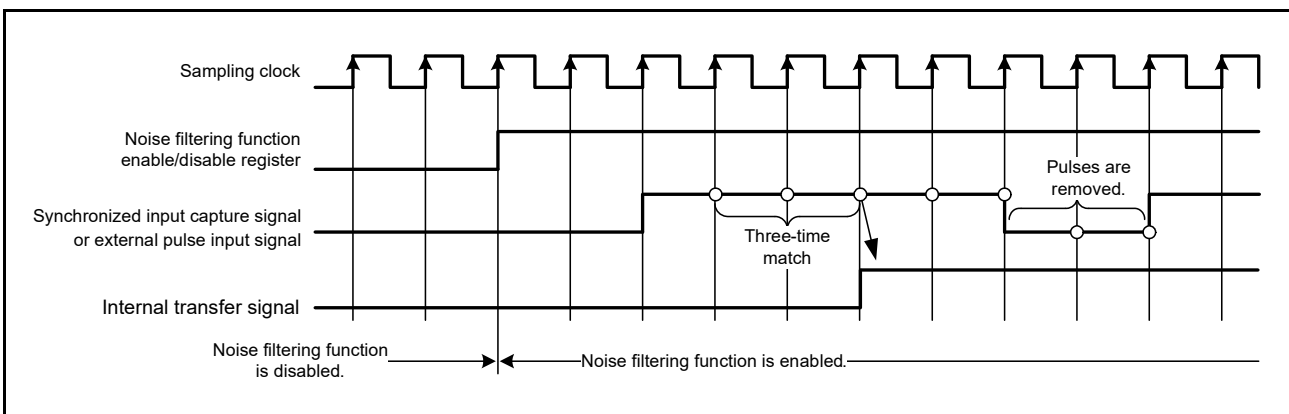 Sampling clock
Noise filtering function
enable/disable register
Pulses are
removed.
Synchronized input capture signal
or external pulse input signal
Three-time
match
Internal transfer signal
Noise filtering function
is disabled.
Noise filtering function is enabled.